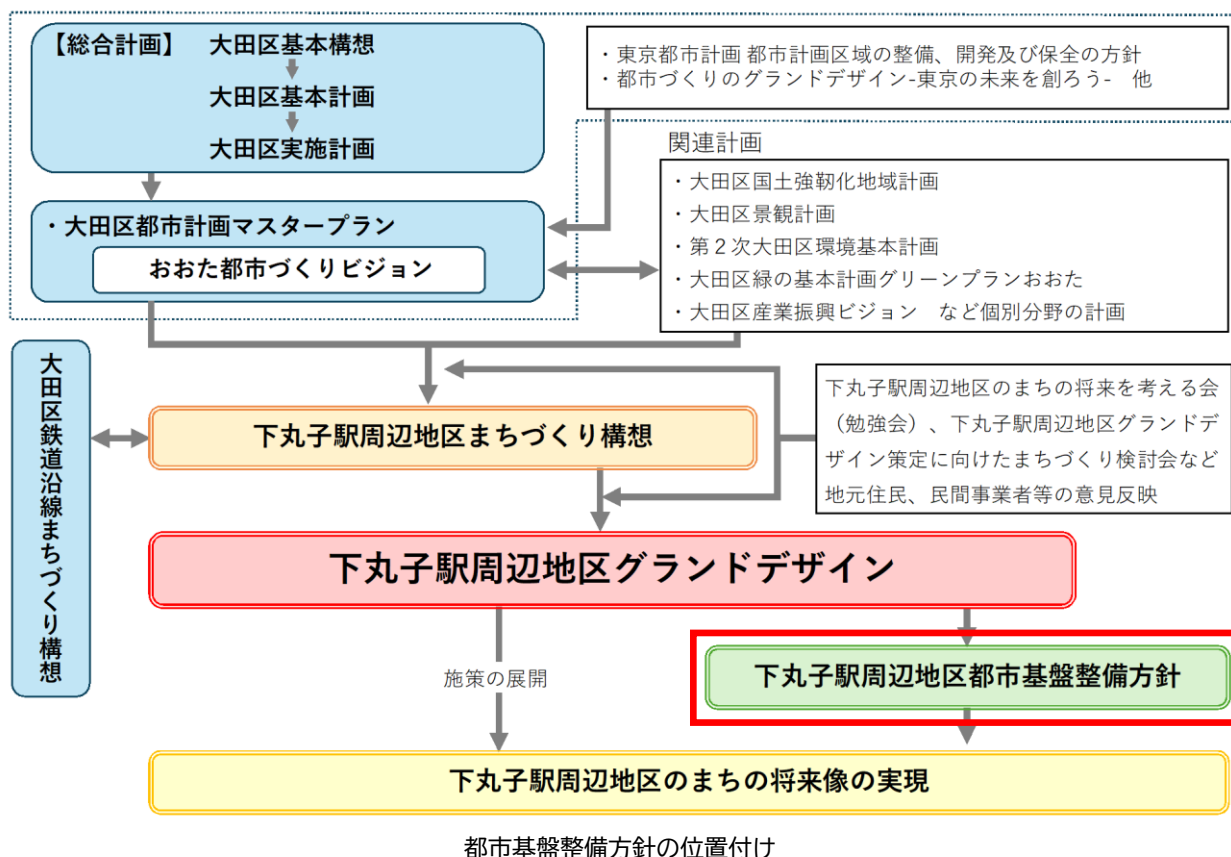 【総合計画】 大田区基本構想
大田区基本計画
大田区実施計画
・東京都市計画 都市計画区域の整備、開発及び保全の方針
・都市づくりのグランドデザイン-東京の未来を創ろう-　他
・大田区都市計画マスタープラン
おおた都市づくりビジョン
関連計画
・大田区国土強靭化地域計画
・大田区景観計画
・第２次大田区環境基本計画
・大田区緑の基本計画グリーンプランおおた
・大田区産業振興ビジョン　など個別分野の計画
大田区鉄道沿線まちづくり構想
下丸子駅周辺地区まちづくり構想
下丸子駅周辺地区のまちの将来を考える会
（勉強会）、下丸子駅周辺地区グランドデ
ザイン策定に向けたまちづくり検討会など
地元住民、民間事業者等の意見反映
下丸子駅周辺地区グランドデザイン
施策の展開
下丸子駅周辺地区都市基盤整備方針
下丸子駅周辺地区のまちの将来像の実現
都市基盤整備方針の位置付け